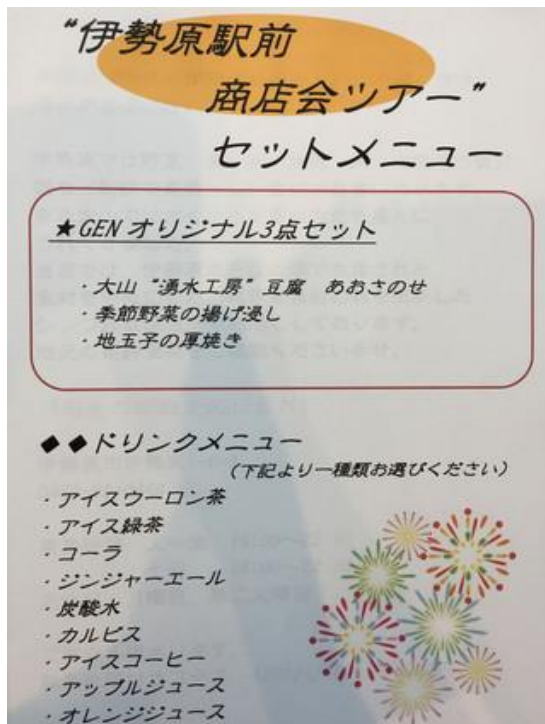 “伊勢原駅前
商店会ツアー”
セットメニュー
★GEN オリジナル3点セット
・大山 “湧水工房” 豆腐 あおさのせ
・季節野菜の揚げ浸し
・地玉子の厚焼き
◆◆ドリンクメニュー
(下記より一種類お選びください)
・アイスウーロン茶
・アイス緑茶
・コーラ
・ジンジャーエール
・炭酸水
・カルピス
・アイスコーヒー
・アップルジュース
・オレンジジュース